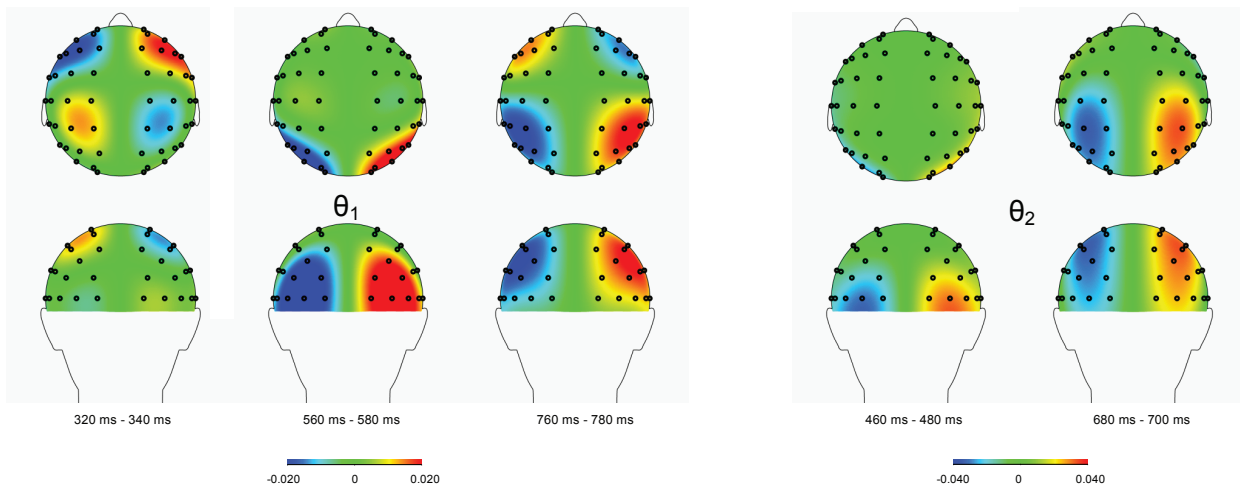 θ1
θ2
320 ms - 340 ms
560 ms - 580 ms
760 ms - 780 ms
460 ms - 480 ms
680 ms - 700 ms
-0.020 0 0.020
-0.040 0 0.040